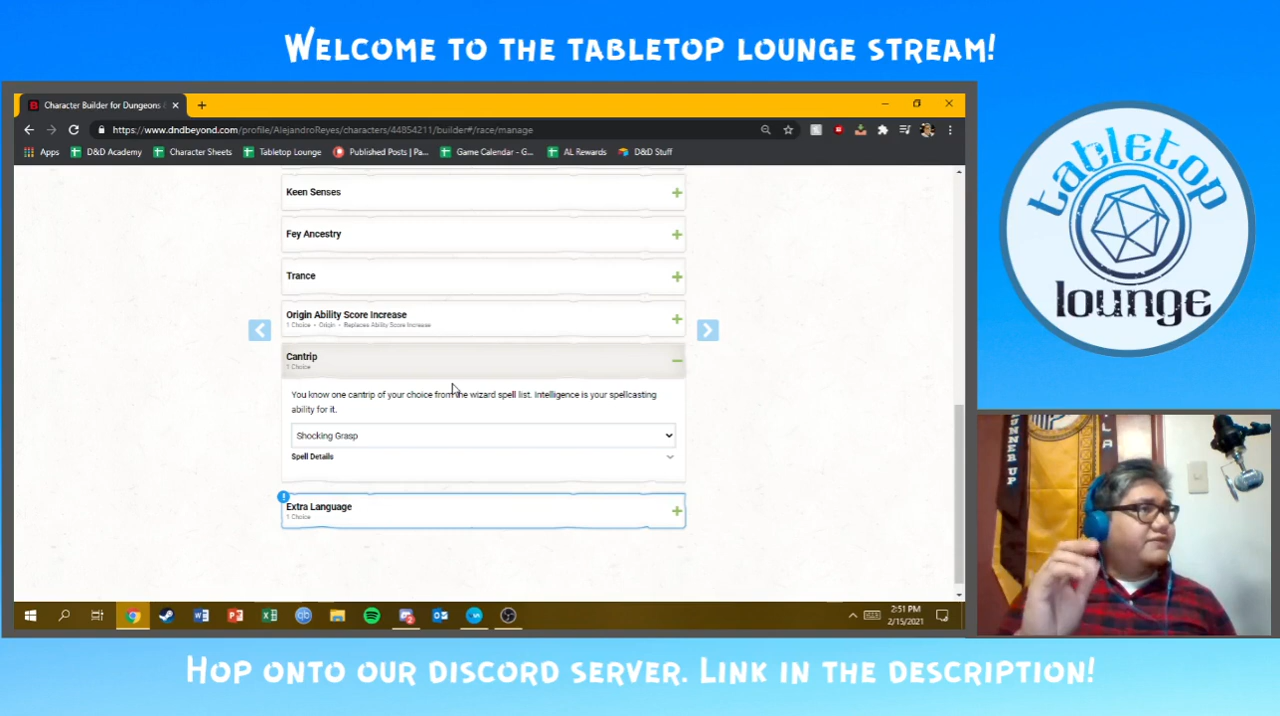 WELCOME TO THE TABLETOP LOUNGE STREAM!
Character Builder for Dungeons &
https://www.dndbeyond.com/profile/AlejandroReyes/characters/44854211/builder#/race/manage
Apps D&D Academy Character Sheets Tabletop Lounge Published Posts | Pa... Game Calendar - G... AL Rewards D&D Stuff
Keen Senses
Fey Ancestry
Trance
Origin Ability Score Increase
1 Choice • Origin • Replaces Ability Score Increase
Cantrip
1 Choice
You know one cantrip of your choice from the wizard spell list. Intelligence is your spellcasting
ability for it.
Shocking Grasp
Spell Details
Extra Language
1 Choice
2:51 PM
2/15/2021
tabletop
lounge
UNNER UP
LA
HOP ONTO OUR DISCORD SERVER. LINK IN THE DESCRIPTION!